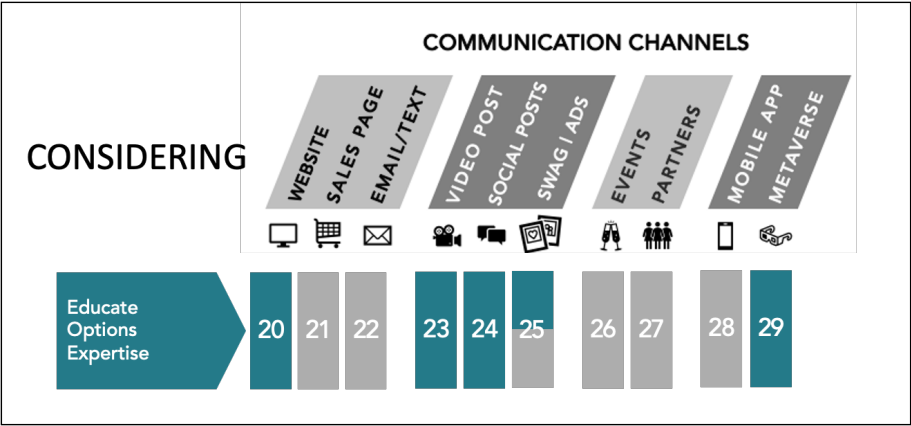 COMMUNICATION CHANNELS
CONSIDERING
WEBSITE
SALES PAGE
EMAIL/TEXT
VIDEO POST
SOCIAL POSTS
SWAG | ADS
EVENTS
PARTNERS
MOBILE APP
METAVERSE
Educate
Options
Expertise
20 21 22 23 24 25 26 27 28 29